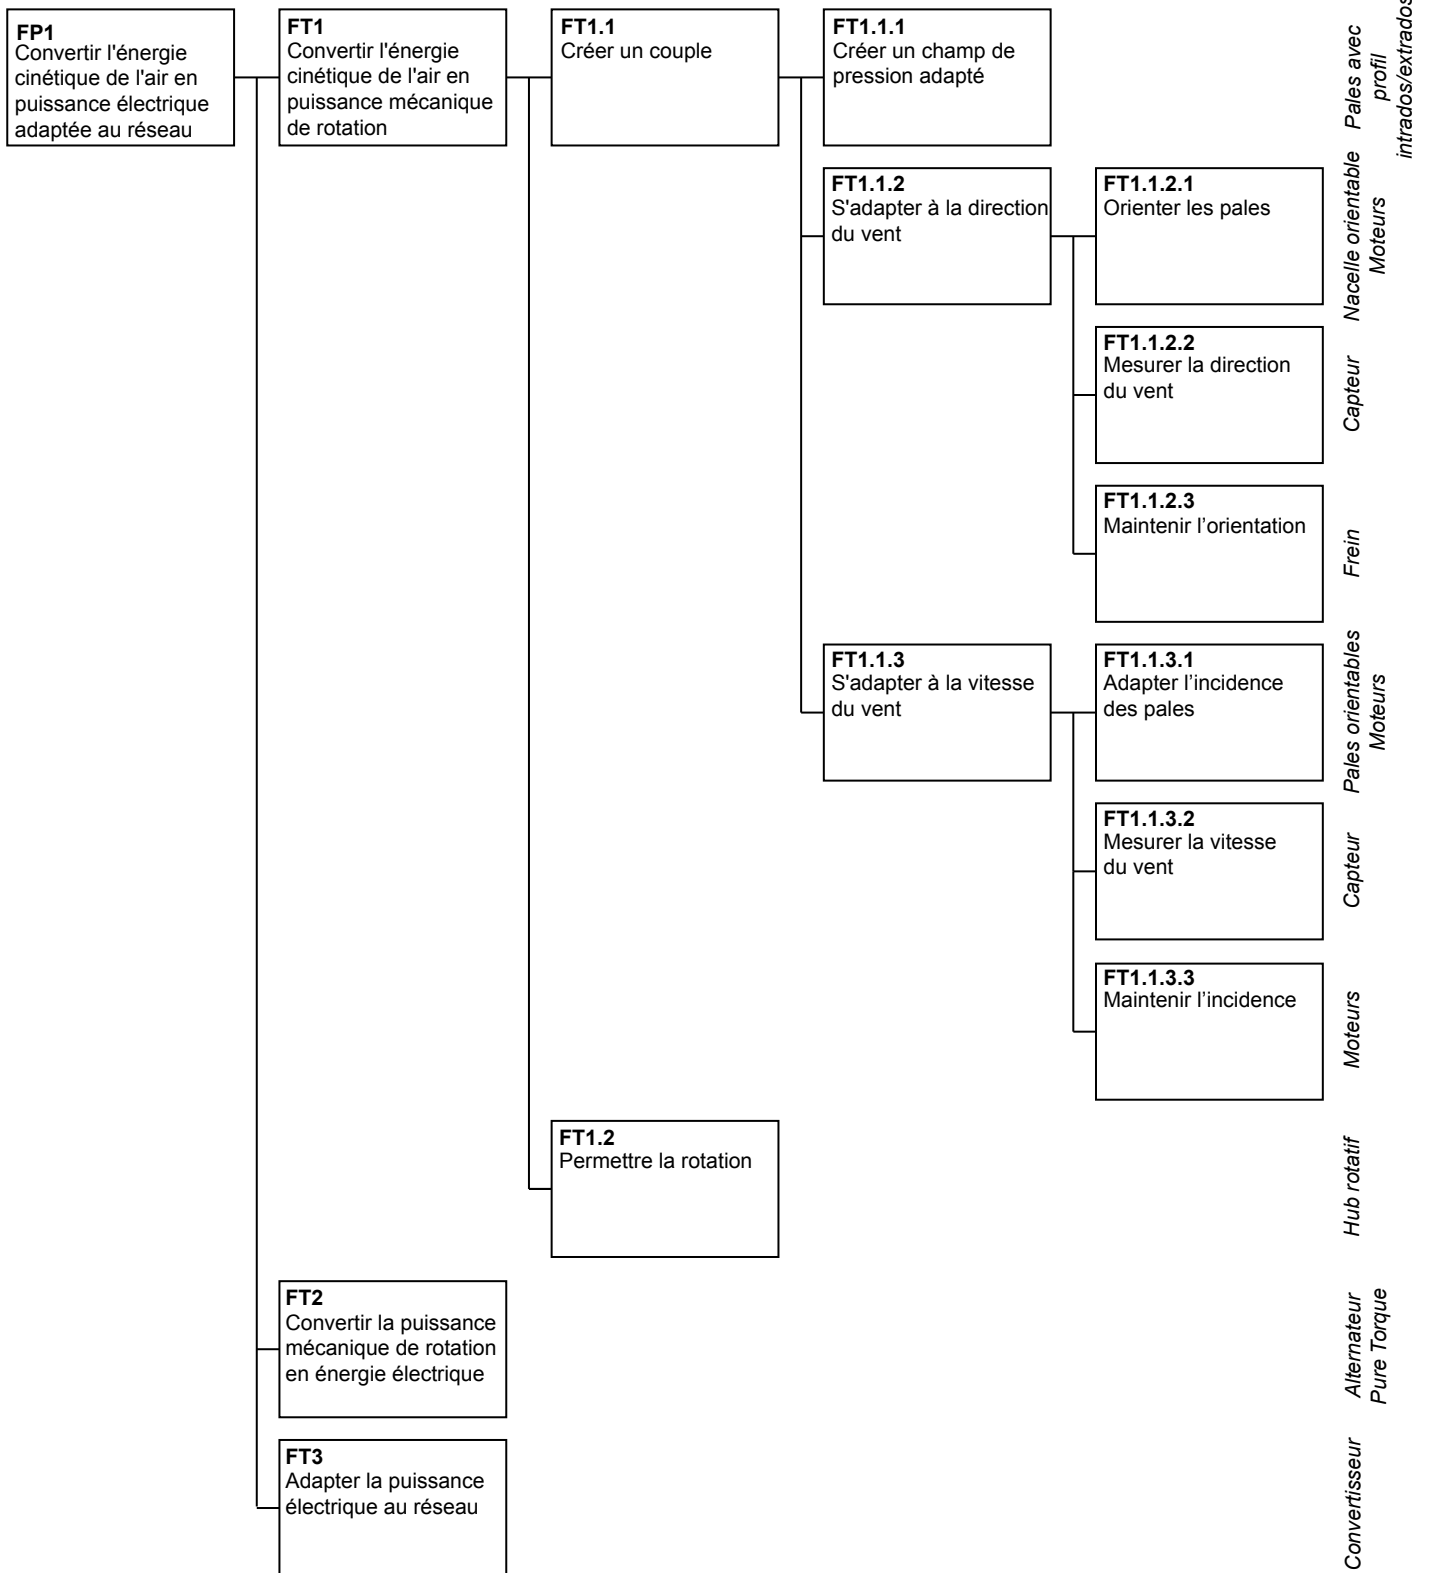 FP1
Convertir l'énergie
cinétique de l'air en
puissance électrique
adaptée au réseau
FT1
Convertir l'énergie
cinétique de l'air en
puissance mécanique
de rotation
FT1.1
Créer un couple
FT1.1.1
Créer un champ de
pression adapté
Pales avec
profil
intrados/extrados
FT1.1.2
S'adapter à la direction
du vent
FT1.1.2.1
Orienter les pales
Nacelle orientable
Moteurs
FT1.1.2.2
Mesurer la direction
du vent
Capteur
FT1.1.2.3
Maintenir l’orientation
Frein
FT1.1.3
S'adapter à la vitesse
du vent
FT1.1.3.1
Adapter l’incidence
des pales
Pales orientables
Moteurs
FT1.1.3.2
Mesurer la vitesse
du vent
Capteur
FT1.1.3.3
Maintenir l’incidence
Moteurs
FT1.2
Permettre la rotation
Hub rotatif
FT2
Convertir la puissance
mécanique de rotation
en énergie électrique
Alternateur
Pure Torque
FT3
Adapter la puissance
électrique au réseau
Convertisseur